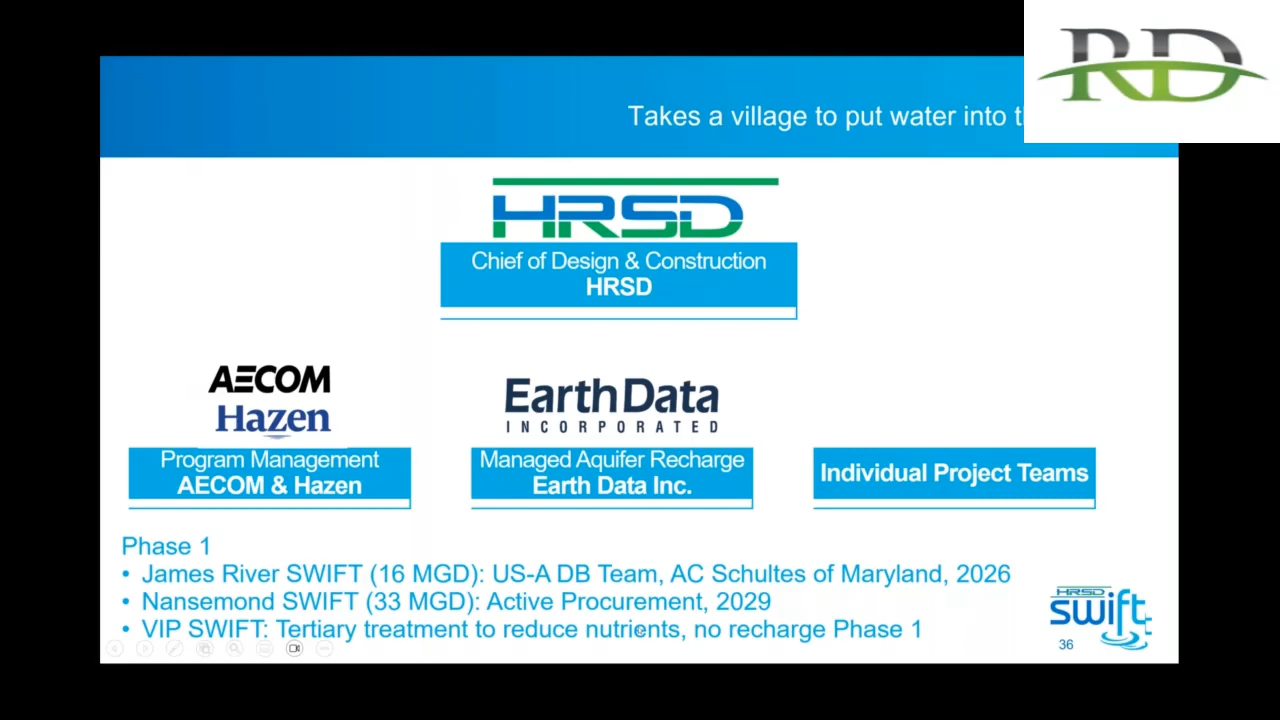 RD
Takes a village to put water into
HRSD
Chief of Design & Construction
HRSD
AECOM
Hazen
Program Management
AECOM & Hazen
EarthData
INCORPORATED
Managed Aquifer Recharge
Earth Data Inc.
Individual Project Teams
Phase 1
• James River SWIFT (16 MGD): US-A DB Team, AC Schultes of Maryland, 2026
• Nansemond SWIFT (33 MGD): Active Procurement, 2029
• VIP SWIFT: Tertiary treatment to reduce nutrients, no recharge Phase 1
HRSD
swift
36